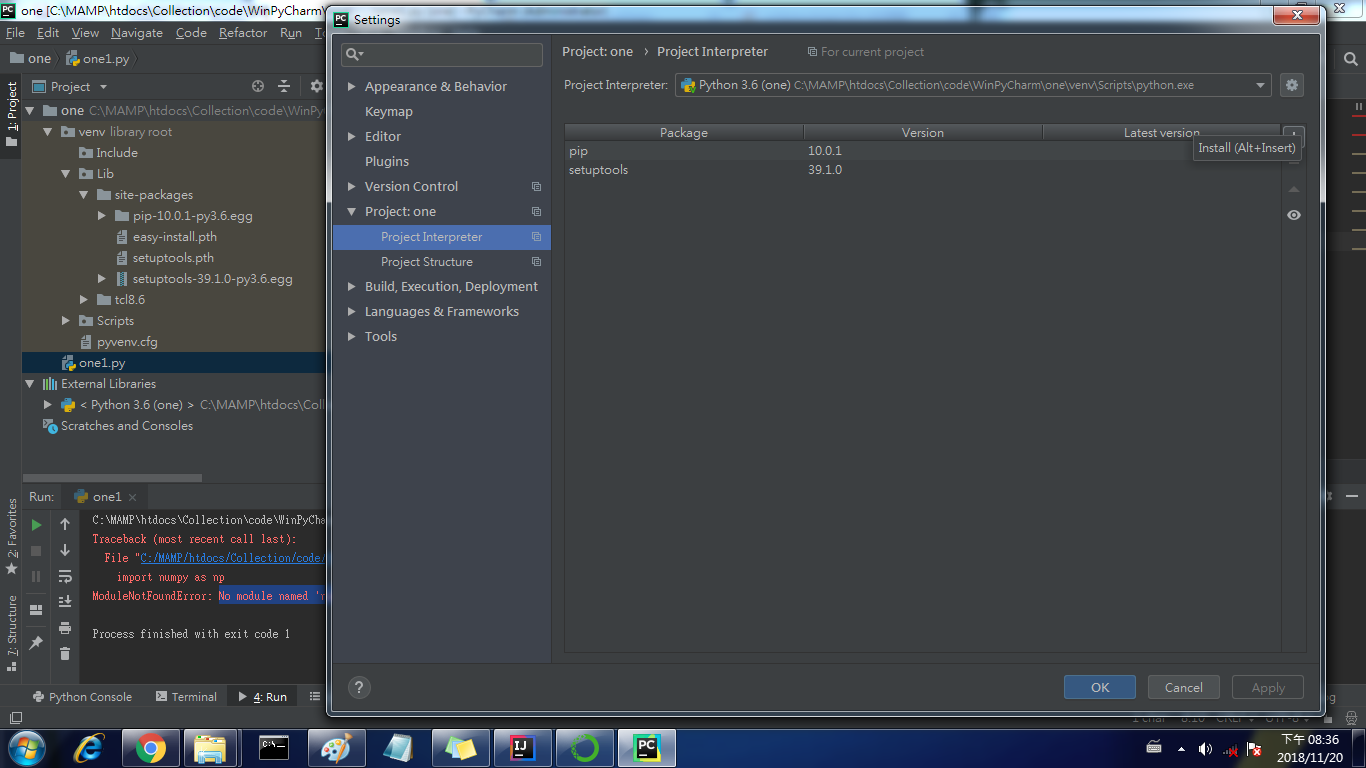 one [C:\MAMP\htdocs\Collection\code\WinPyCharm\
File Edit View Navigate Code Refactor Run
one one1.py
1: Project
Project
one C:\MAMP\htdocs\Collection\code\WinPy
venv library root
Include
Lib
site-packages
pip-10.0.1-py3.6.egg
easy-install.pth
setuptools.pth
setuptools-39.1.0-py3.6.egg
tcl8.6
Scripts
pyvenv.cfg
one1.py
External Libraries
< Python 3.6 (one) > C:\MAMP\htdocs\Coll
Scratches and Consoles
Settings
Appearance & Behavior
Keymap
Editor
Plugins
Version Control
Project: one
Project Interpreter
Project Structure
Build, Execution, Deployment
Languages & Frameworks
Tools
Project: one › Project Interpreter For current project
Project Interpreter: Python 3.6 (one) C:\MAMP\htdocs\Collection\code\WinPyCharm\one\venv\Scripts\python.exe
Package Version Latest version
Install (Alt+Insert)
pip 10.0.1
setuptools 39.1.0
? OK Cancel Apply
2: Favorites
7: Structure
Run: one1
C:\MAMP\htdocs\Collection\code\WinPyCha
Traceback (most recent call last):
File "C:/MAMP/htdocs/Collection/code/
import numpy as np
ModuleNotFoundError: No module named 'n
Process finished with exit code 1
Python Console Terminal 4: Run
下午 08:36
2018/11/20